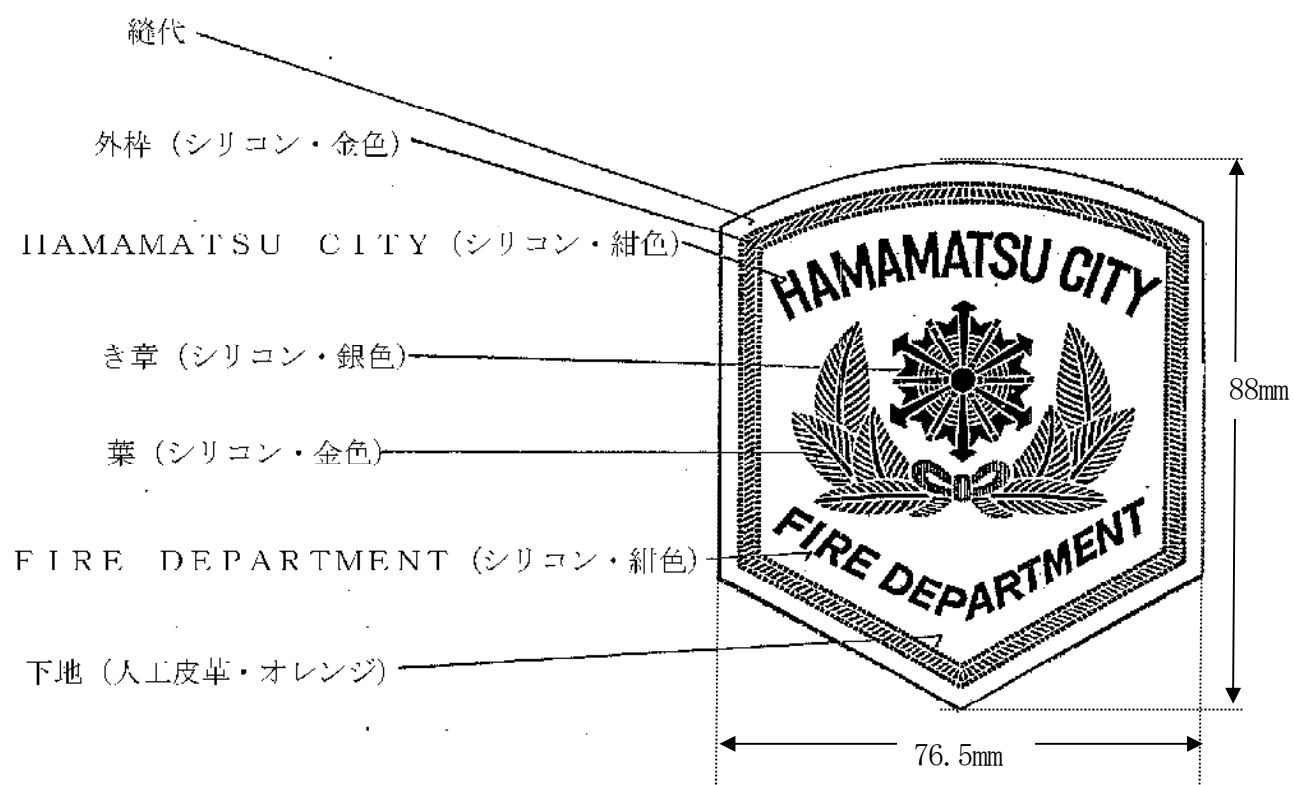 縫代
外枠（シリコン・金色）
ＨＡＭＡＭＡＴＳＵ　ＣＩＴＹ（シリコン・紺色）
き章（シリコン・銀色）
葉（シリコン・金色）
ＦＩＲＥ　ＤＥＰＡＲＴＭＥＮＴ（シリコン・紺色）
下地（人工皮革・オレンジ）
HAMAMATSU CITY
FIRE DEPARTMENT
88mm
76.5mm